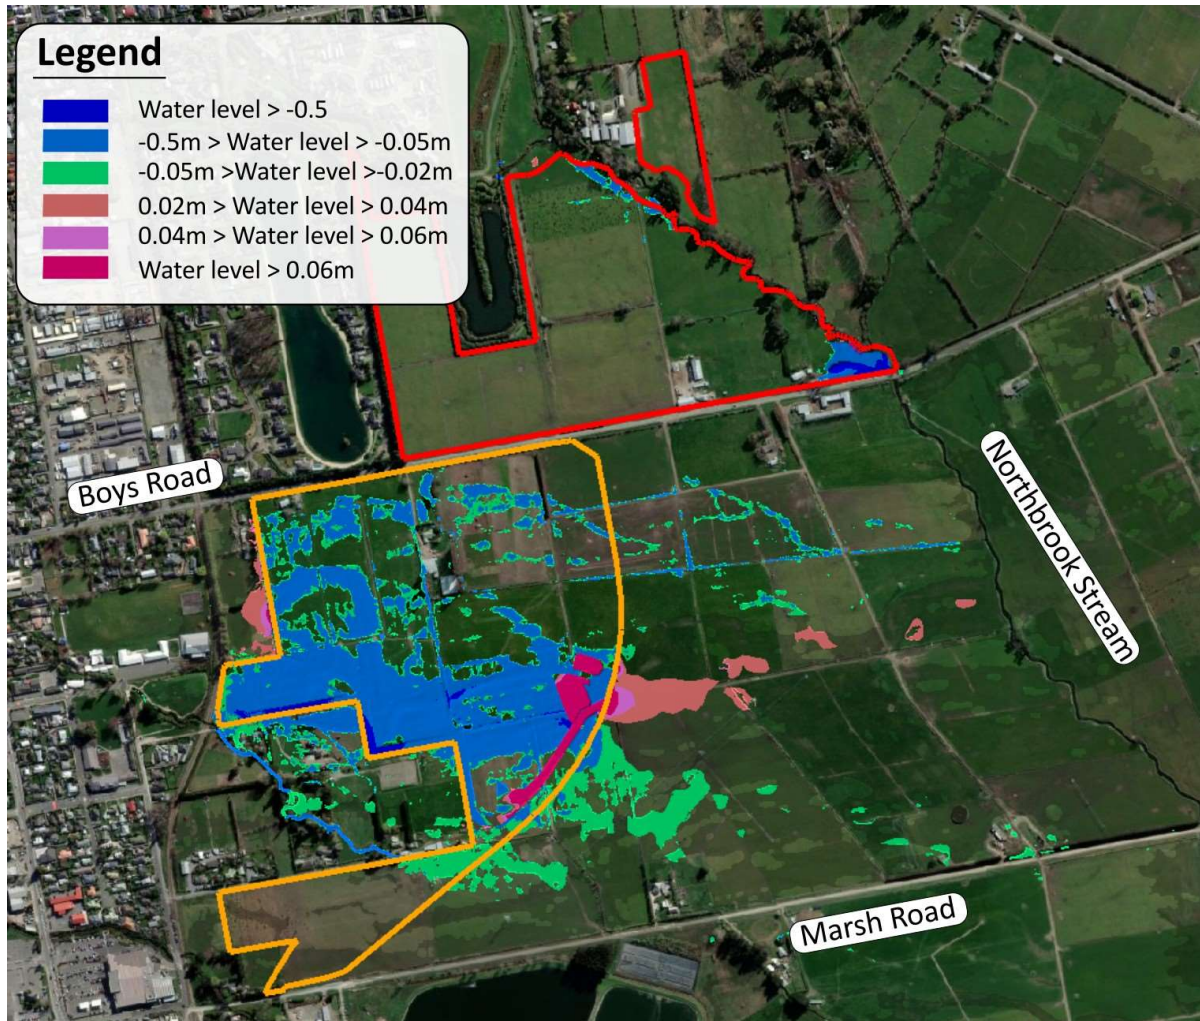 Legend
Water level > -0.5
-0.5m > Water level > -0.05m
-0.05m >Water level >-0.02m
0.02m > Water level > 0.04m
0.04m > Water level > 0.06m
Water level > 0.06m
Boys Road
Northbrook Stream
Marsh Road